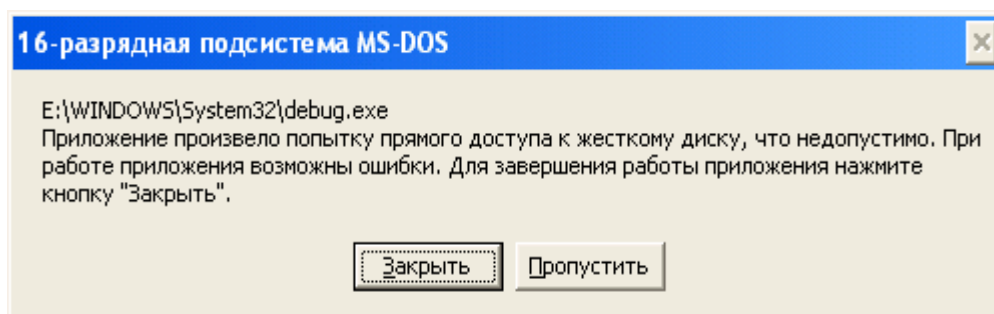 16-разрядная подсистема MS-DOS
E:\WINDOWS\System32\debug.exe
Приложение произвело попытку прямого доступа к жесткому диску, что недопустимо. При
работе приложения возможны ошибки. Для завершения работы приложения нажмите
кнопку "Закрыть".
Закрыть Пропустить